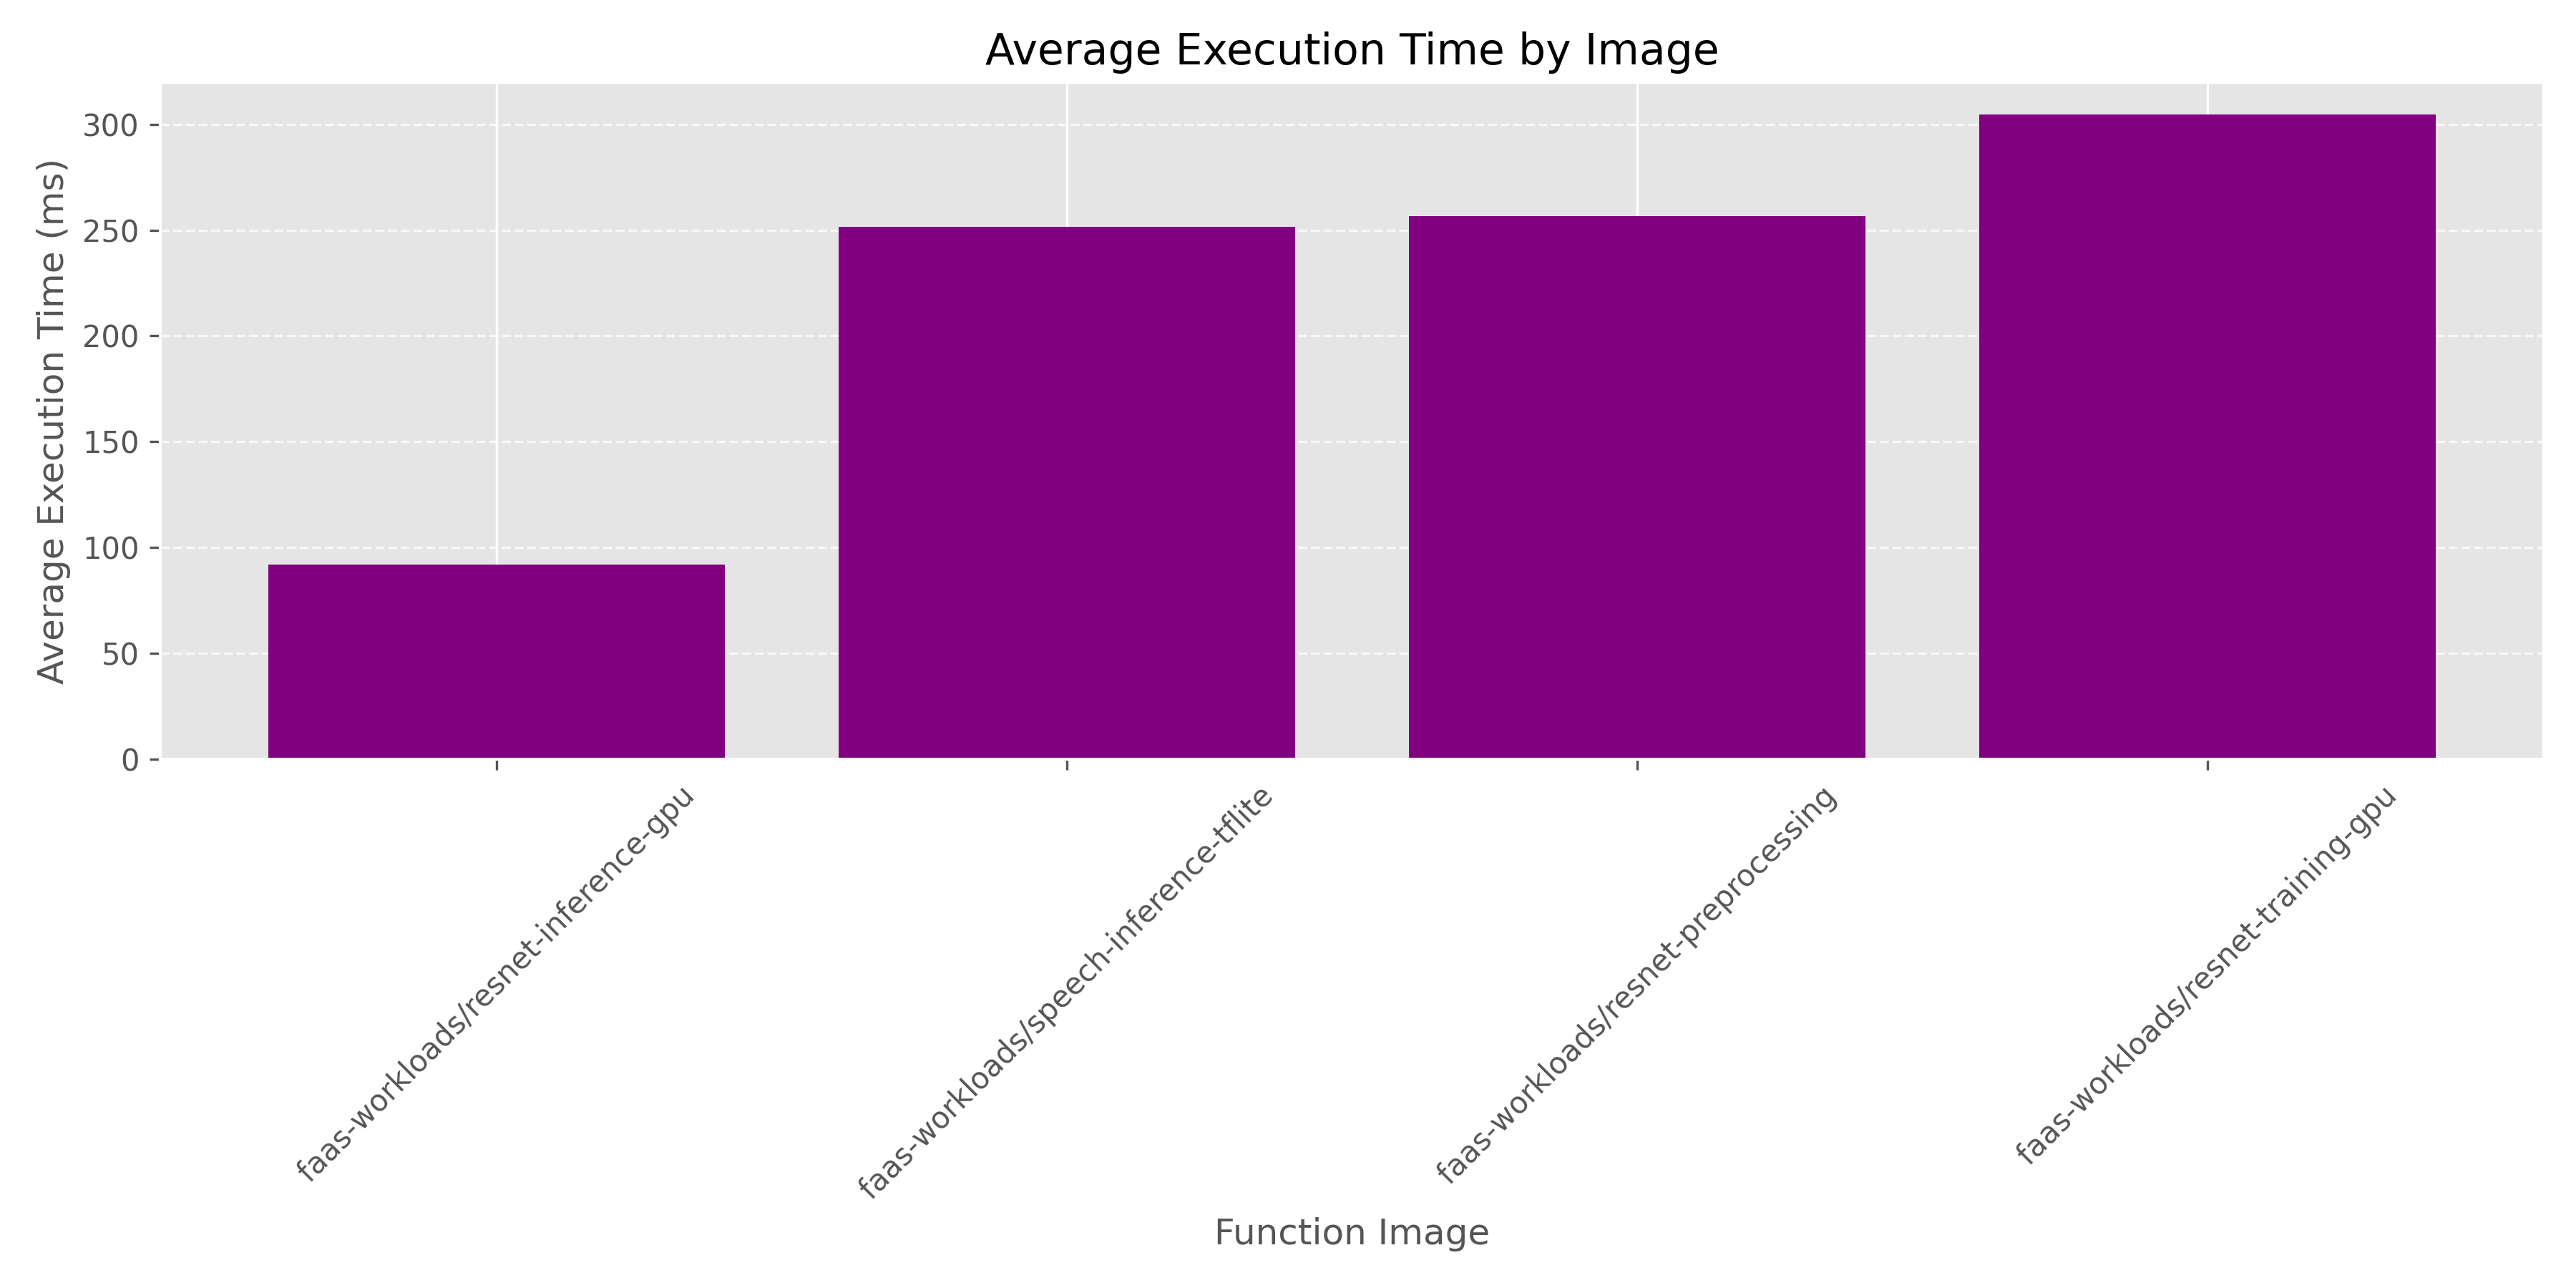 Average Execution Time by Image
Average Execution Time (ms)
300
250
200
150
100
50
0
faas-workloads/resnet-inference-gpu
faas-workloads/speech-inference-tflite
faas-workloads/resnet-preprocessing
faas-workloads/resnet-training-gpu
Function Image